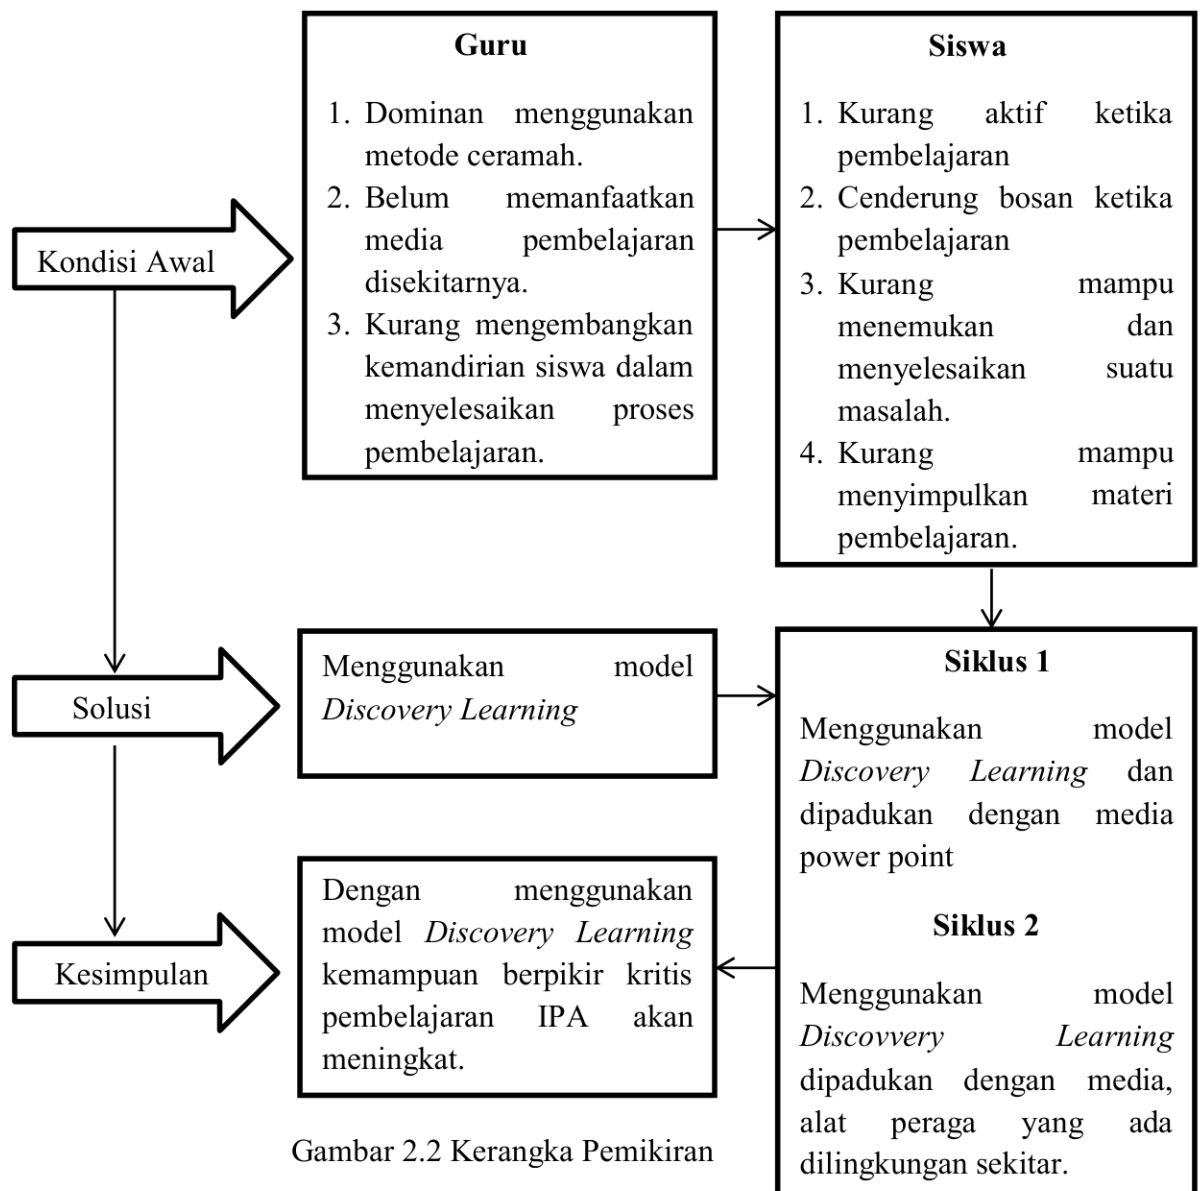 Kondisi Awal
Guru
1. Dominan menggunakan
metode ceramah.
2. Belum memanfaatkan
media pembelajaran
disekitarnya.
3. Kurang mengembangkan
kemandirian siswa dalam
menyelesaikan proses
pembelajaran.
Siswa
1. Kurang aktif ketika
pembelajaran
2. Cenderung bosan ketika
pembelajaran
3. Kurang mampu
menemukan dan
menyelesaikan suatu
masalah.
4. Kurang mampu
menyimpulkan materi
pembelajaran.
Solusi
Menggunakan model
Discovery Learning
Siklus 1
Menggunakan model
Discovery Learning dan
dipadukan dengan media
power point
Siklus 2
Menggunakan model
Discovvery Learning
dipadukan dengan media,
alat peraga yang ada
dilingkungan sekitar.
Kesimpulan
Dengan menggunakan
model Discovery Learning
kemampuan berpikir kritis
pembelajaran IPA akan
meningkat.
Gambar 2.2 Kerangka Pemikiran